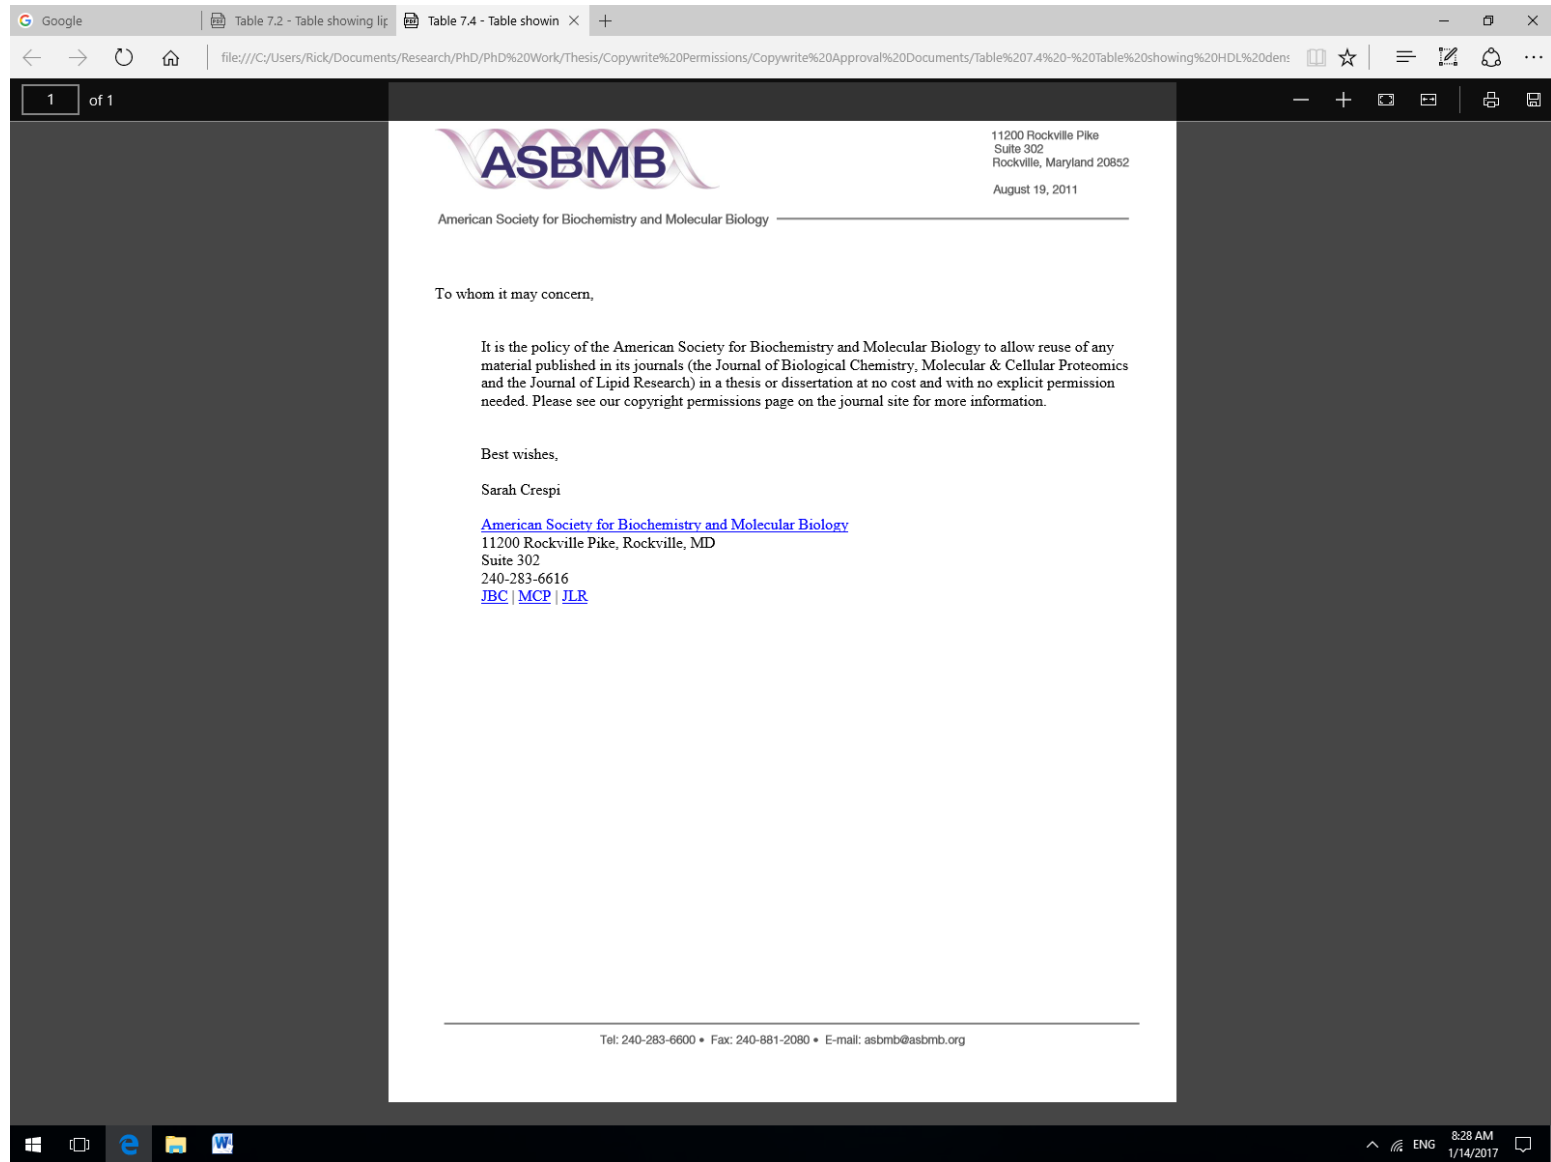 Google
Table 7.2 - Table showing lip
Table 7.4 - Table showin
file:///C:/Users/Rick/Documents/Research/PhD/PhD%20Work/Thesis/Copywrite%20Permissions/Copywrite%20Approval%20Documents/Table%207.4%20-%20Table%20showing%20HDL%20dens
1 of 1
ASBMB
11200 Rockville Pike
Suite 302
Rockville, Maryland 20852
August 19, 2011
American Society for Biochemistry and Molecular Biology
To whom it may concern,
It is the policy of the American Society for Biochemistry and Molecular Biology to allow reuse of any
material published in its journals (the Journal of Biological Chemistry, Molecular & Cellular Proteomics
and the Journal of Lipid Research) in a thesis or dissertation at no cost and with no explicit permission
needed. Please see our copyright permissions page on the journal site for more information.
Best wishes,
Sarah Crespi
American Society for Biochemistry and Molecular Biology
11200 Rockville Pike, Rockville, MD
Suite 302
240-283-6616
JBC | MCP | JLR
Tel: 240-283-6600 • Fax: 240-881-2080 • E-mail: asbmb@asbmb.org
ENG
8:28 AM
1/14/2017